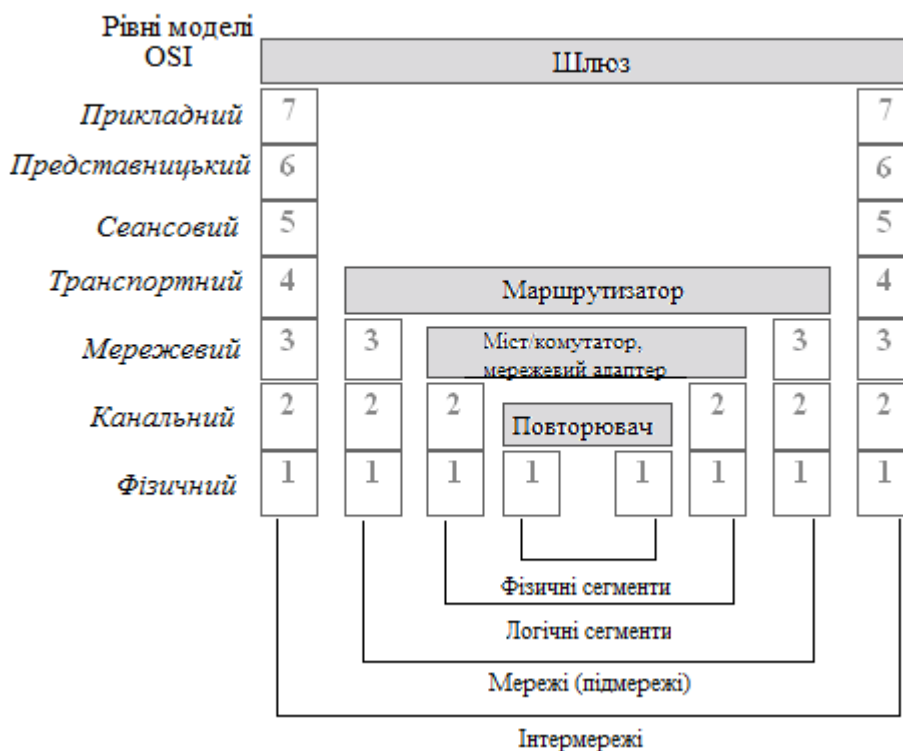 Рівні моделі
OSI
Шлюз
Прикладний 7 7
Представницький 6 6
Сеансовий 5 5
Транспортний 4 Маршрутизатор 4
Мережевий 3 3 Міст/комутатор, 3 3
мережевий адаптер
Канальний 2 2 2 Повторювач 2 2 2
Фізичний 1 1 1 1 1 1 1 1
Фізичні сегменти
Логічні сегменти
Мережі (підмережі)
Інтермережі